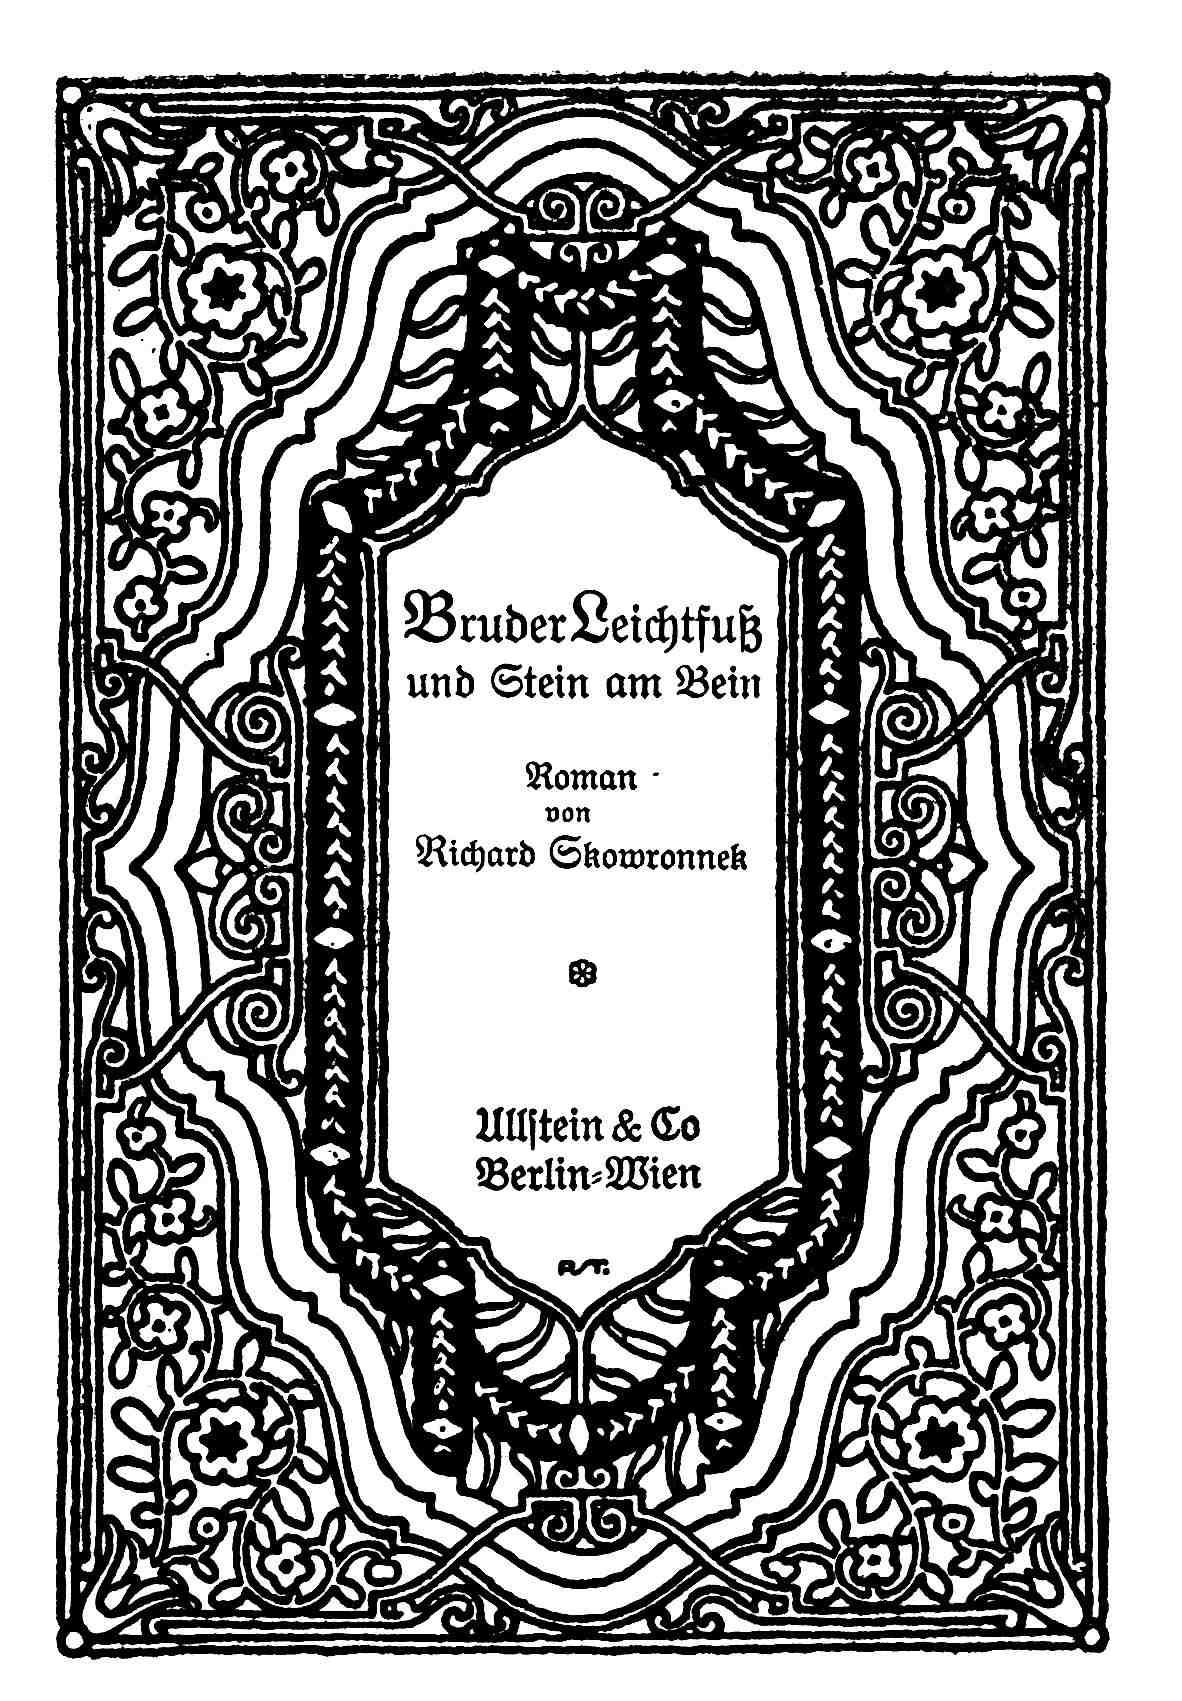 Bruder Leichtfuß
und Stein am Bein
Roman
von
Richard Skowronnek
Ullstein & Co
Berlin-Wien